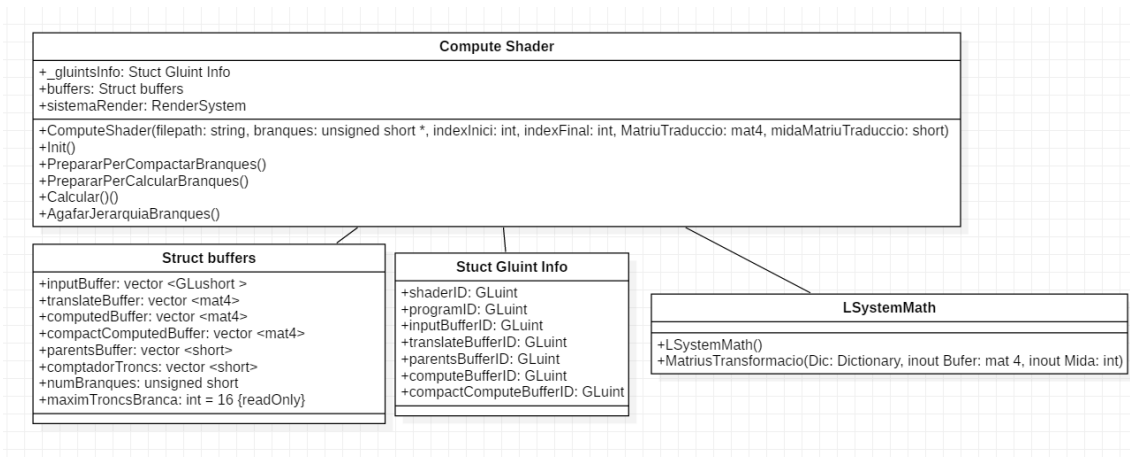 Compute Shader
+_gluintsInfo: Stuct Gluint Info
+buffers: Struct buffers
+sistemaRender: RenderSystem
+ComputeShader(filepath: string, branques: unsigned short *, indexInici: int, indexFinal: int, MatriuTraduccio: mat4, midaMatriuTraduccio: short)
+Init()
+PrepararPerCompactarBranques()
+PrepararPerCalcularBranques()
+Calcular()()
+AgafarJerarquiaBranques()
Struct buffers
+inputBuffer: vector <GLushort >
+translateBuffer: vector <mat4>
+computedBuffer: vector <mat4>
+compactComputedBuffer: vector <mat4>
+parentsBuffer: vector <short>
+comptadorTroncs: vector <short>
+numBranques: unsigned short
+maximTroncsBranca: int = 16 {readOnly}
Stuct Gluint Info
+shaderID: GLuint
+programID: GLuint
+inputBufferID: GLuint
+translateBufferID: GLuint
+parentsBufferID: GLuint
+computeBufferID: GLuint
+compactComputeBufferID: GLuint
LSystemMath
+LSystemMath()
+MatriusTransformacio(Dic: Dictionary, inout Bufer: mat 4, inout Mida: int)